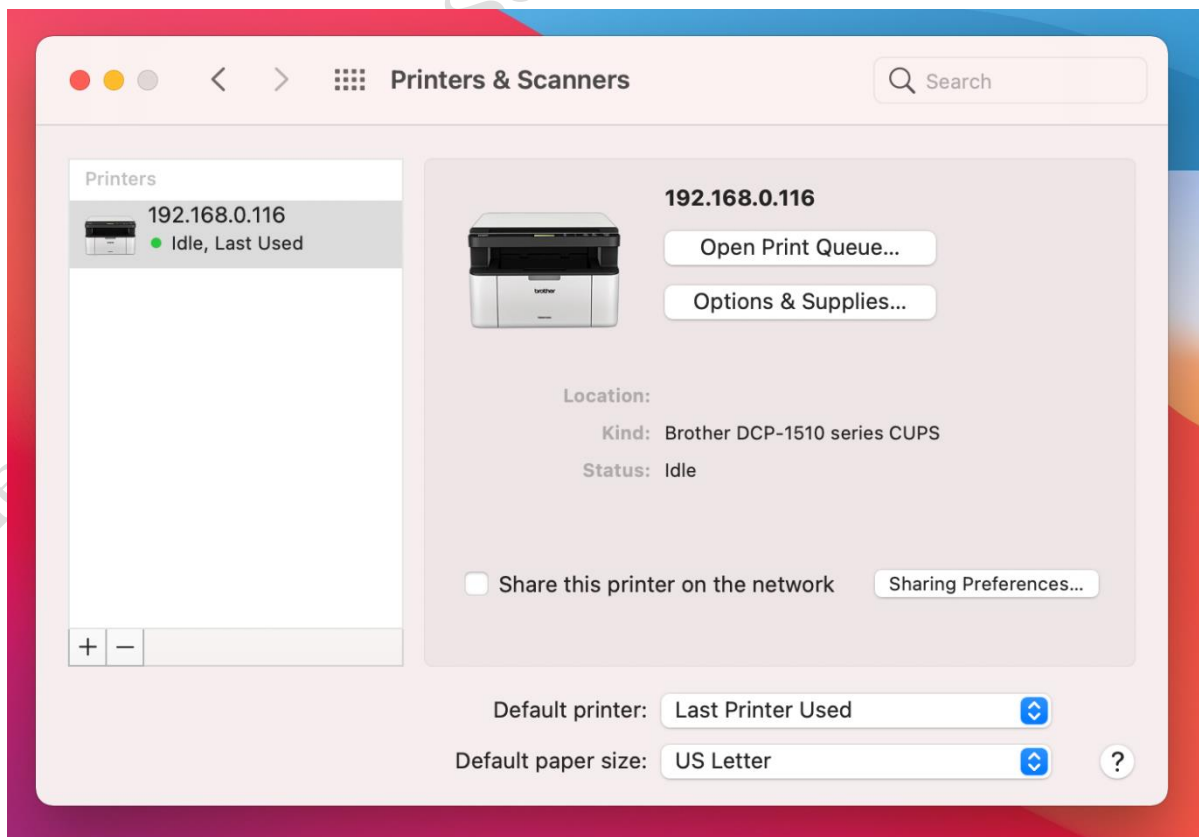 Printers & Scanners
Search
Printers
192.168.0.116
Idle, Last Used
192.168.0.116
Open Print Queue...
Options & Supplies...
brother
Location:
Kind: Brother DCP-1510 series CUPS
Status: Idle
Share this printer on the network
Sharing Preferences...
+ −
Default printer: Last Printer Used
Default paper size: US Letter
?